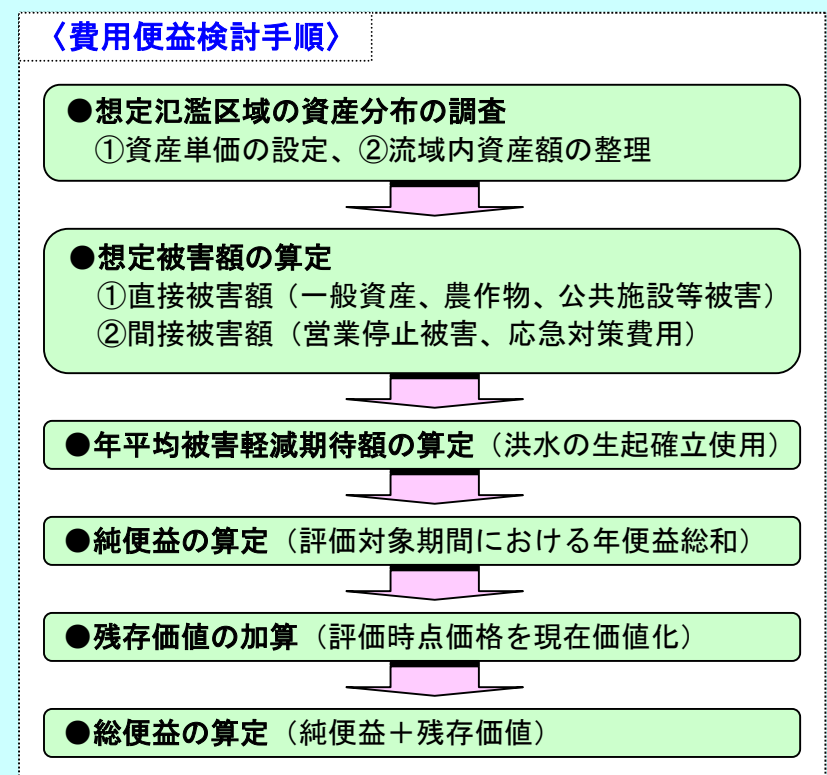 〈費用便益検討手順〉
●想定氾濫区域の資産分布の調査
①資産単価の設定、②流域内資産額の整理
●想定被害額の算定
①直接被害額（一般資産、農作物、公共施設等被害）
②間接被害額（営業停止被害、応急対策費用）
●年平均被害軽減期待額の算定（洪水の生起確立使用）
●純便益の算定（評価対象期間における年便益総和）
●残存価値の加算（評価時点価格を現在価値化）
●総便益の算定（純便益＋残存価値）